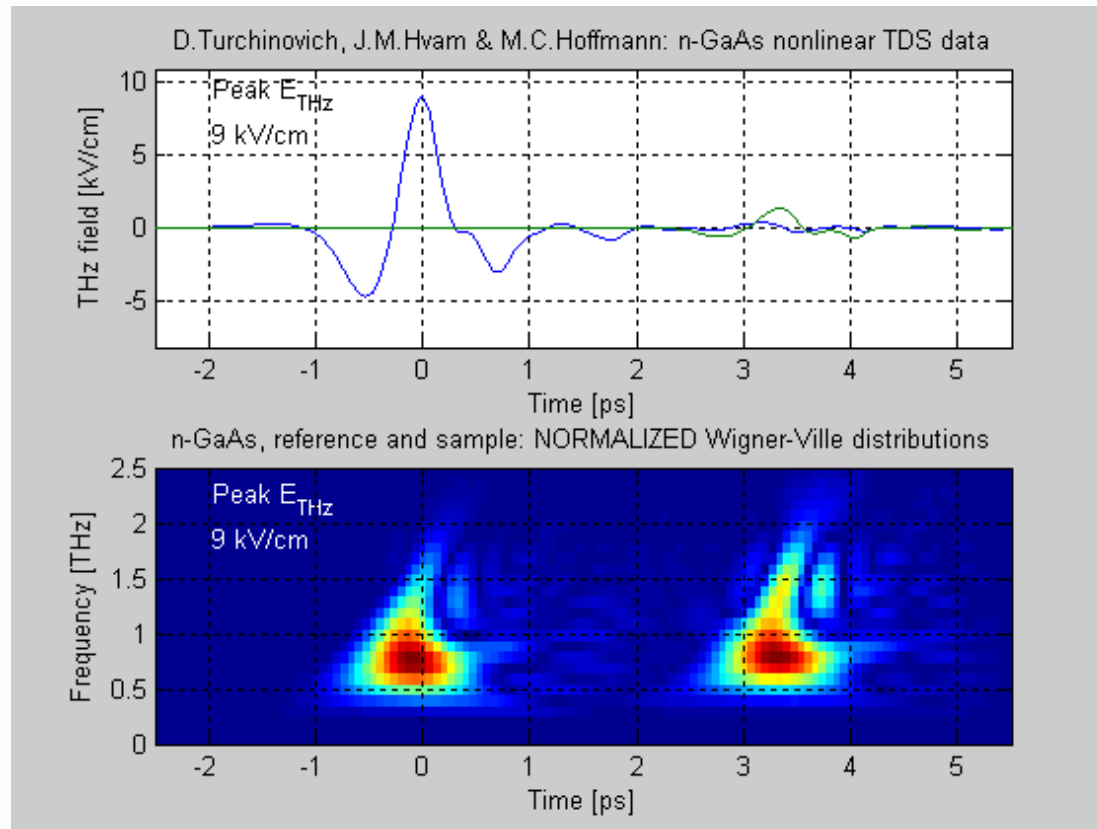 D.Turchinovich, J.M.Hvam & M.C.Hoffmann: n-GaAs nonlinear TDS data
Peak E_THz
9 kV/cm
THz field [kV/cm]
10
5
0
-5
-2 -1 0 1 2 3 4 5
Time [ps]
n-GaAs, reference and sample: NORMALIZED Wigner-Ville distributions
Peak E_THz
9 kV/cm
Frequency [THz]
2.5
2
1.5
1
0.5
0
-2 -1 0 1 2 3 4 5
Time [ps]